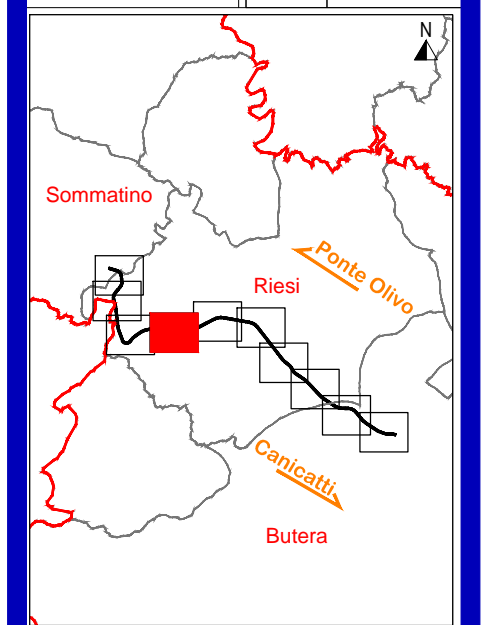 N
Sommatino
Ponte Olivo
Riesi
Canicatti
Butera